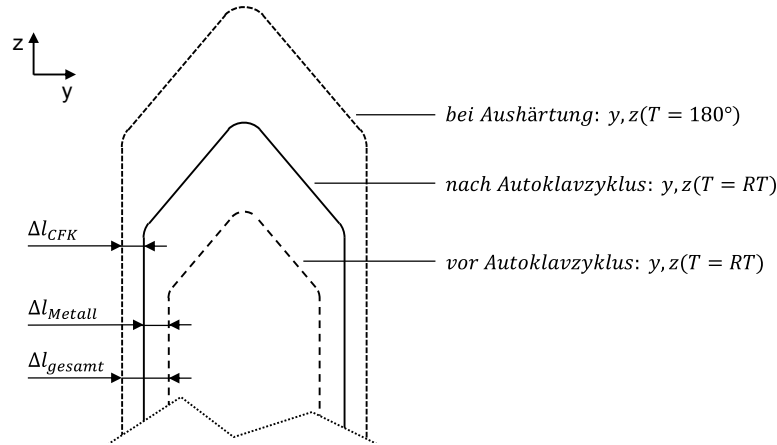 z
y
bei Aushärtung: y, z(T = 180°)
nach Autoklavzyklus: y, z(T = RT)
Δl_CFK
vor Autoklavzyklus: y, z(T = RT)
Δl_Metall
Δl_gesamt